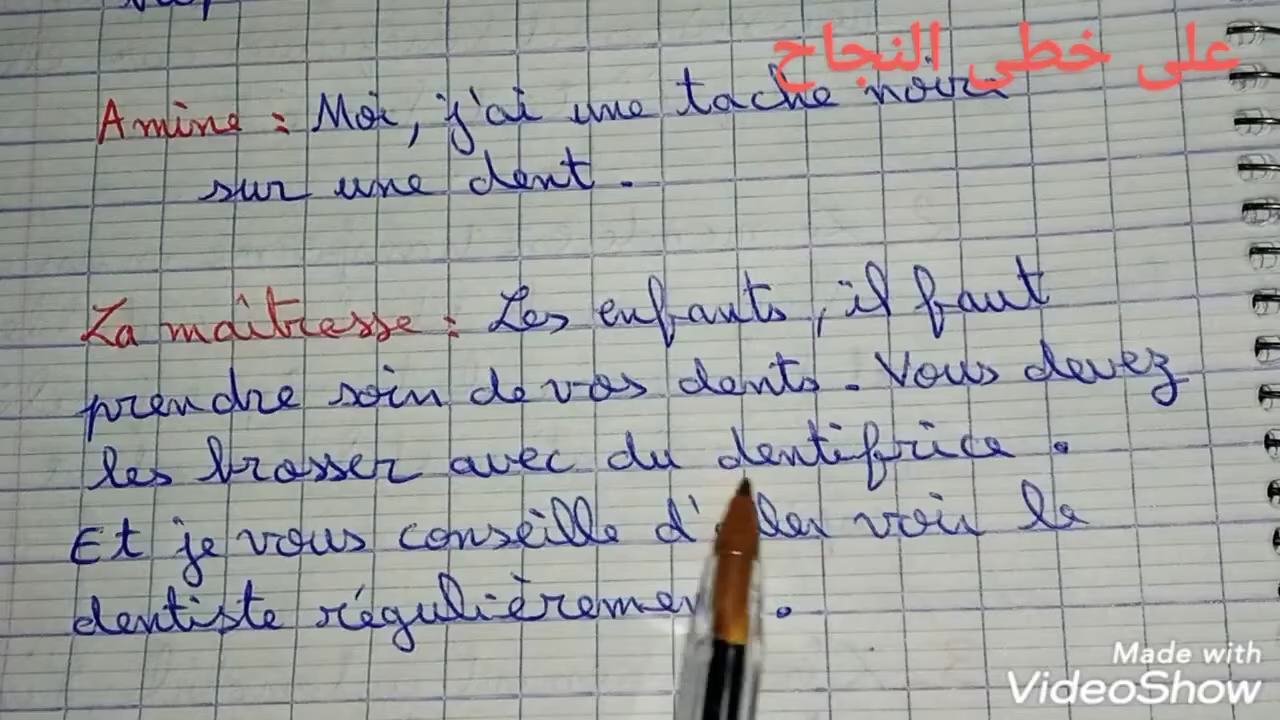 على خطى النجاح
Amine : Moi, j'ai une tache noire
sur une dent.
La maîtresse : Les enfants, il faut
prendre soin de vos dents. Vous devez
les brosser avec du dentifrice.
Et je vous conseille voir le
dentiste
Made with
VideoShow